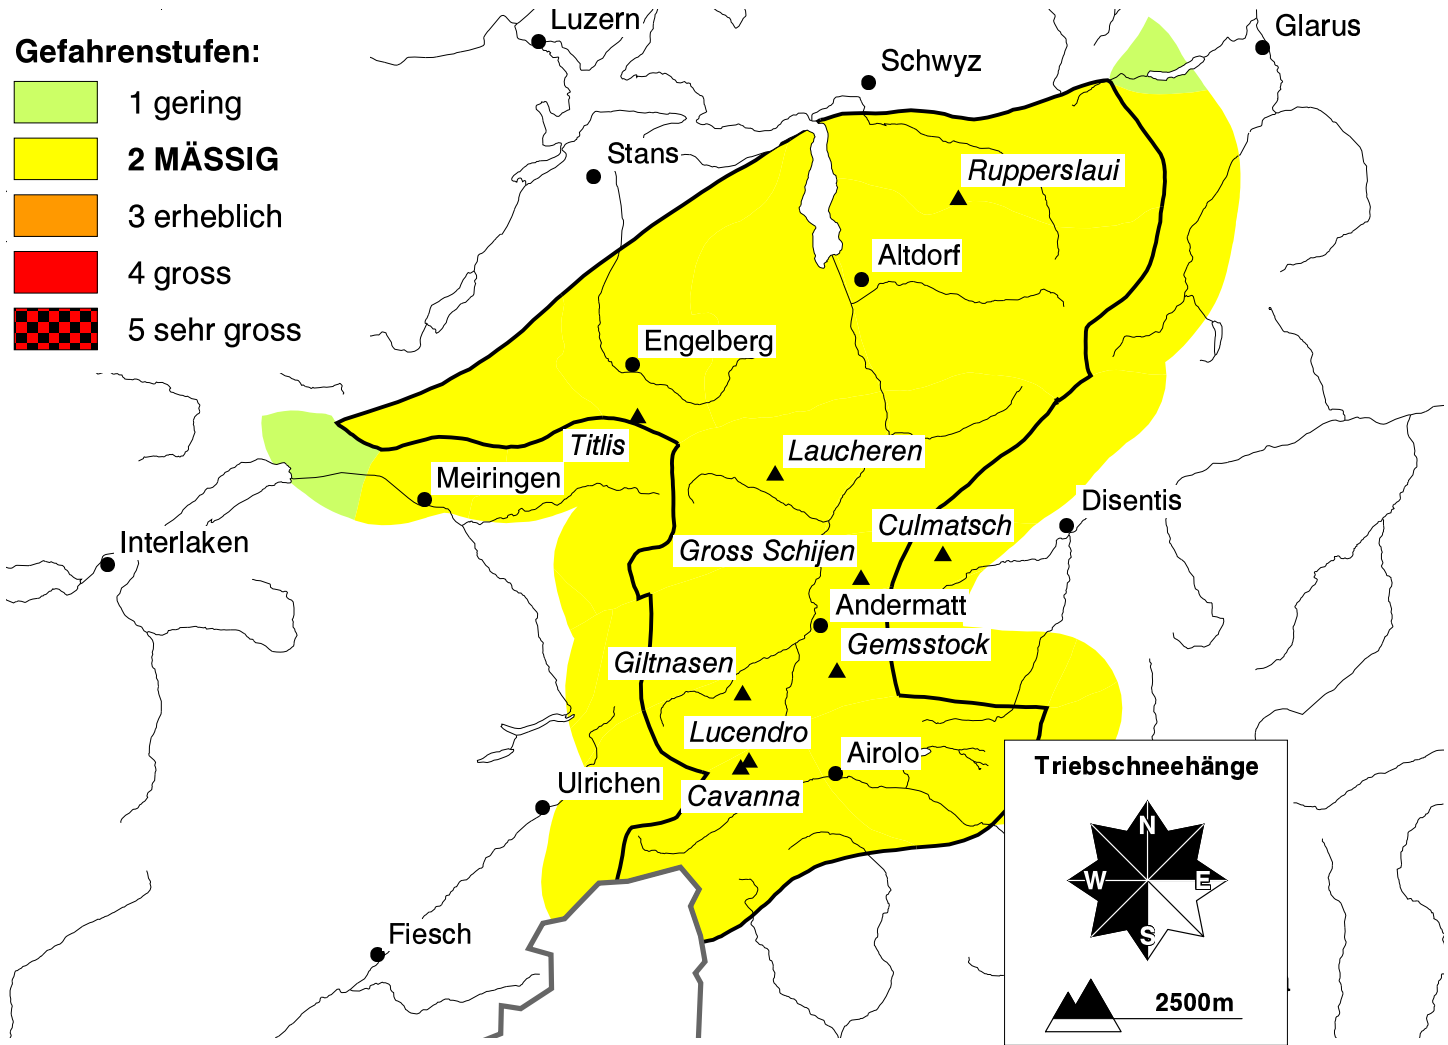 Gefahrenstufen:
1 gering
2 MÄSSIG
3 erheblich
4 gross
5 sehr gross
Luzern
Glarus
Schwyz
Stans
Rupperslaui
Altdorf
Engelberg
Titlis
Laucheren
Meiringen
Disentis
Culmatsch
Interlaken
Gross Schijen
Andermatt
Gemsstock
Giltnasen
Lucendro
Airolo
Ulrichen
Cavanna
Fiesch
Triebschneehänge
N
W E
S
2500m